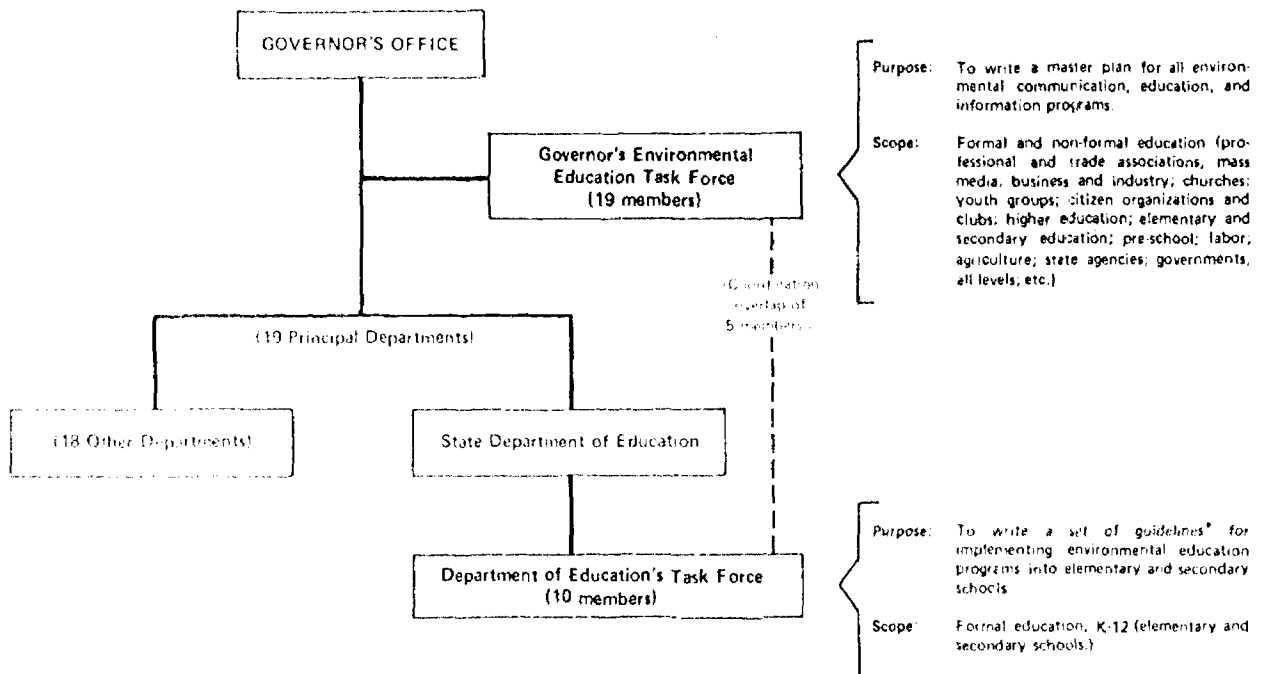 GOVERNOR'S OFFICE
Purpose: To write a master plan for all environ-
mental communication, education, and
information programs.
Scope: Formal and non-formal education (pro-
fessional and trade associations, mass
media, business and industry; churches;
youth groups; citizen organizations and
clubs; higher education; elementary and
secondary education; pre-school; labor;
agriculture; state agencies; governments,
all levels; etc.)
Governor's Environmental
Education Task Force
(19 members)
(Coordination
overlap of
5 members)
(19 Principal Departments)
(18 Other Departments)
State Department of Education
Department of Education's Task Force
(10 members)
Purpose: To write a set of guidelines* for
implementing environmental education
programs into elementary and secondary
schools
Scope: Formal education, K-12 (elementary and
secondary schools.)